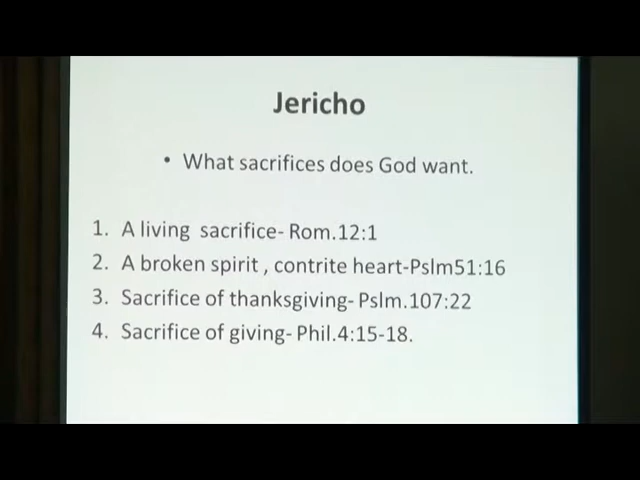 Jericho
• What sacrifices does God want.
1. A living sacrifice- Rom.12:1
2. A broken spirit , contrite heart-Pslm51:16
3. Sacrifice of thanksgiving- Pslm.107:22
4. Sacrifice of giving- Phil.4:15-18.